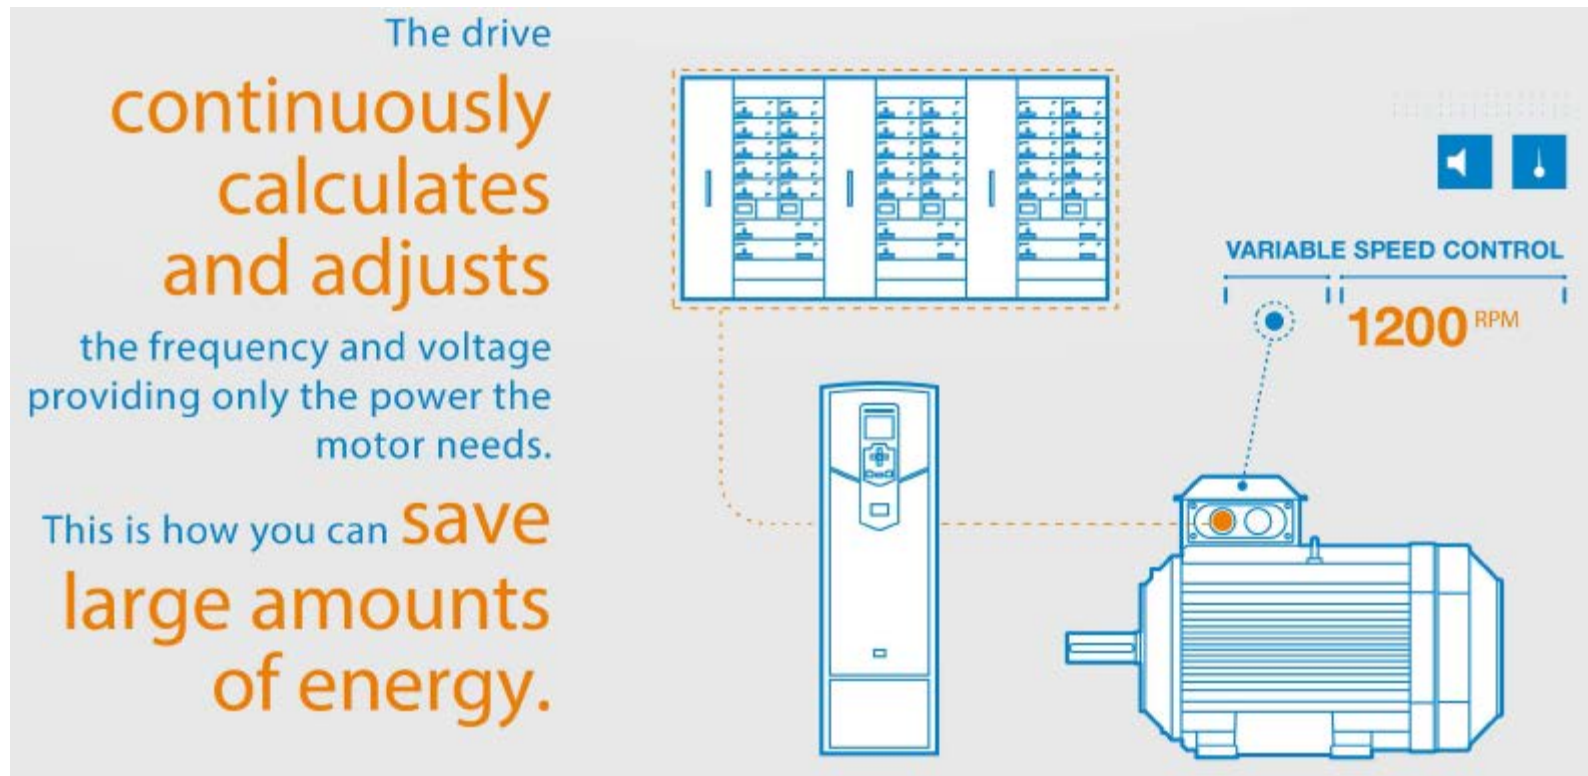 The drive
continuously
calculates
and adjusts
the frequency and voltage
providing only the power the
motor needs.
This is how you can save
large amounts
of energy.
VARIABLE SPEED CONTROL
1200 RPM